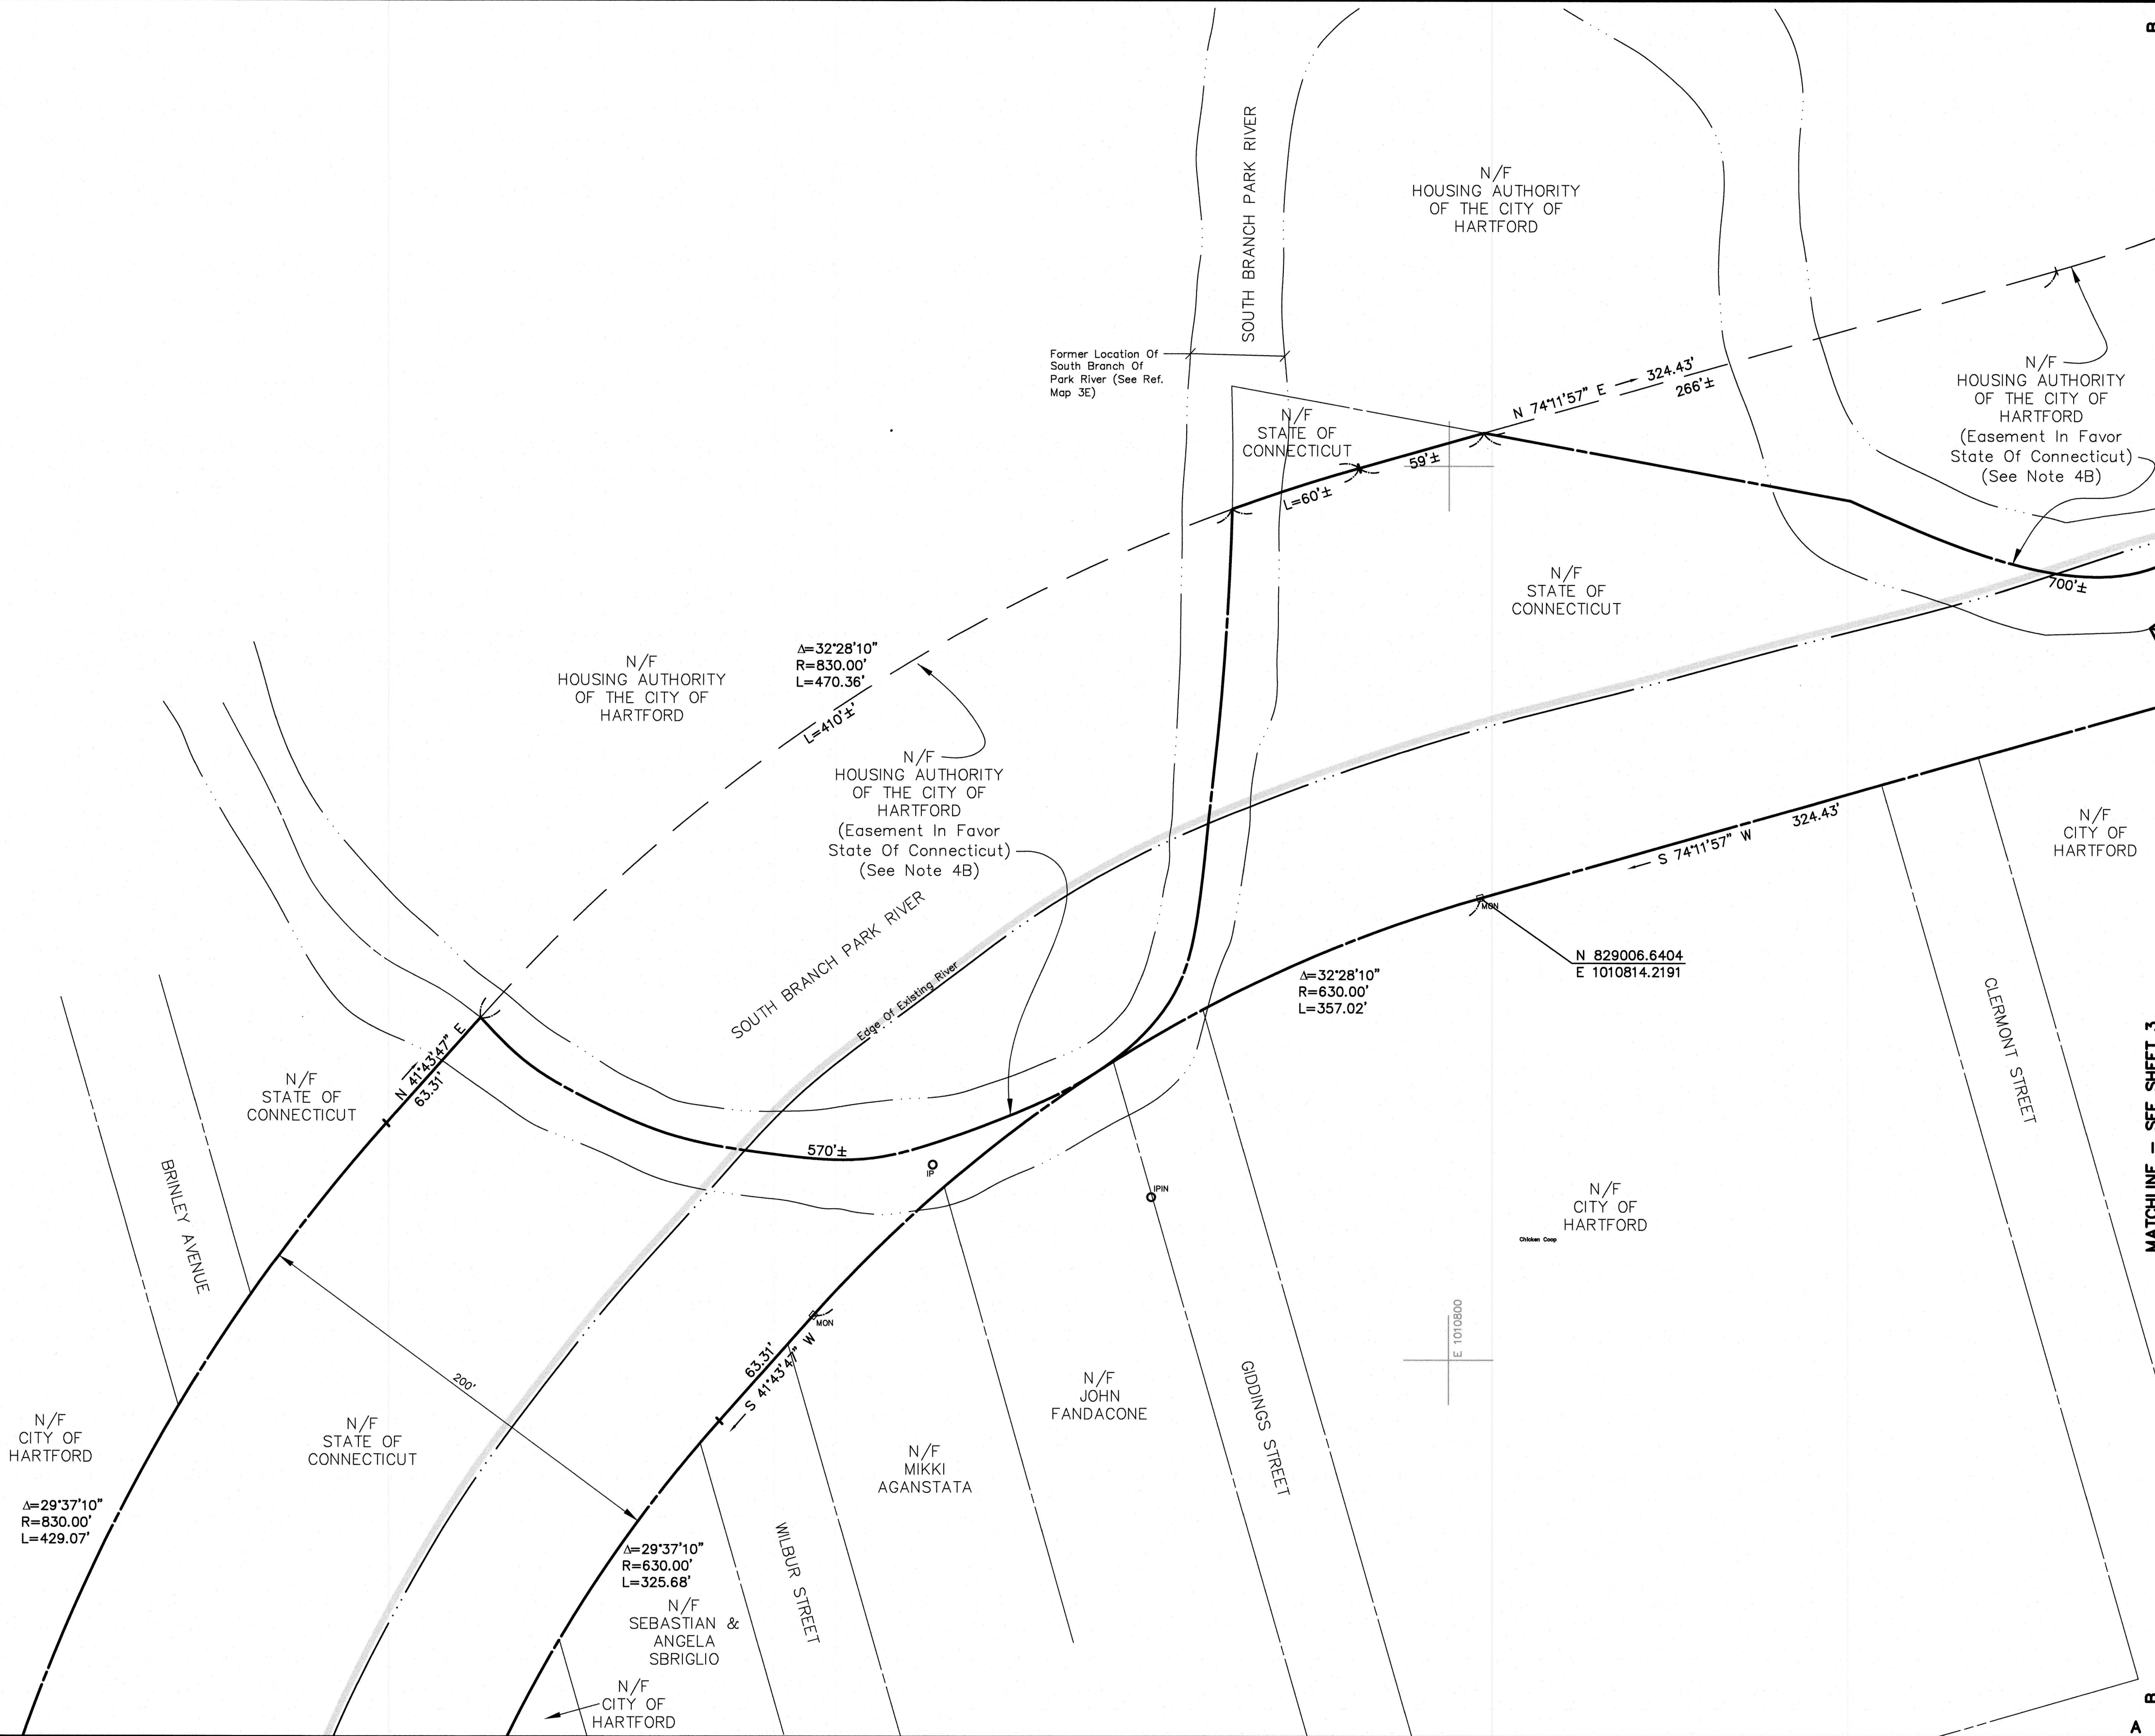 B
SOUTH BRANCH PARK RIVER
N/F
HOUSING AUTHORITY
OF THE CITY OF
HARTFORD
Former Location Of
South Branch Of
Park River (See Ref.
Map 3E)
N/F
STATE OF
CONNECTICUT
L=60'±
59'±
N 74°11'57" E
324.43'
266'±
N/F
HOUSING AUTHORITY
OF THE CITY OF
HARTFORD
(Easement In Favor
State Of Connecticut)
(See Note 4B)
700'±
N/F
STATE OF
CONNECTICUT
N/F
HOUSING AUTHORITY
OF THE CITY OF
HARTFORD
Δ=32°28'10"
R=830.00'
L=470.36'
L=410'±'
N/F
HOUSING AUTHORITY
OF THE CITY OF
HARTFORD
(Easement In Favor
State Of Connecticut)
(See Note 4B)
SOUTH BRANCH PARK RIVER
Edge Of Existing River
S 74°11'57" W
324.43'
N/F
CITY OF
HARTFORD
MON
N 829006.6404
E 1010814.2191
Δ=32°28'10"
R=630.00'
L=357.02'
CLERMONT STREET
MATCHLINE - SEE SHEET 3
N 41°43'47" E
63.31'
N/F
STATE OF
CONNECTICUT
BRINLEY AVENUE
570'±
IP
IPIN
N/F
CITY OF
HARTFORD
Chicken Coop
E 1010800
MON
63.31'
S 41°43'47" W
200'
N/F
JOHN
FANDACONE
GIDDINGS STREET
N/F
CITY OF
HARTFORD
N/F
STATE OF
CONNECTICUT
N/F
MIKKI
AGANSTATA
Δ=29°37'10"
R=830.00'
L=429.07'
Δ=29°37'10"
R=630.00'
L=325.68'
WILBUR STREET
N/F
SEBASTIAN &
ANGELA
SBRIGLIO
N/F
CITY OF
HARTFORD
B
A